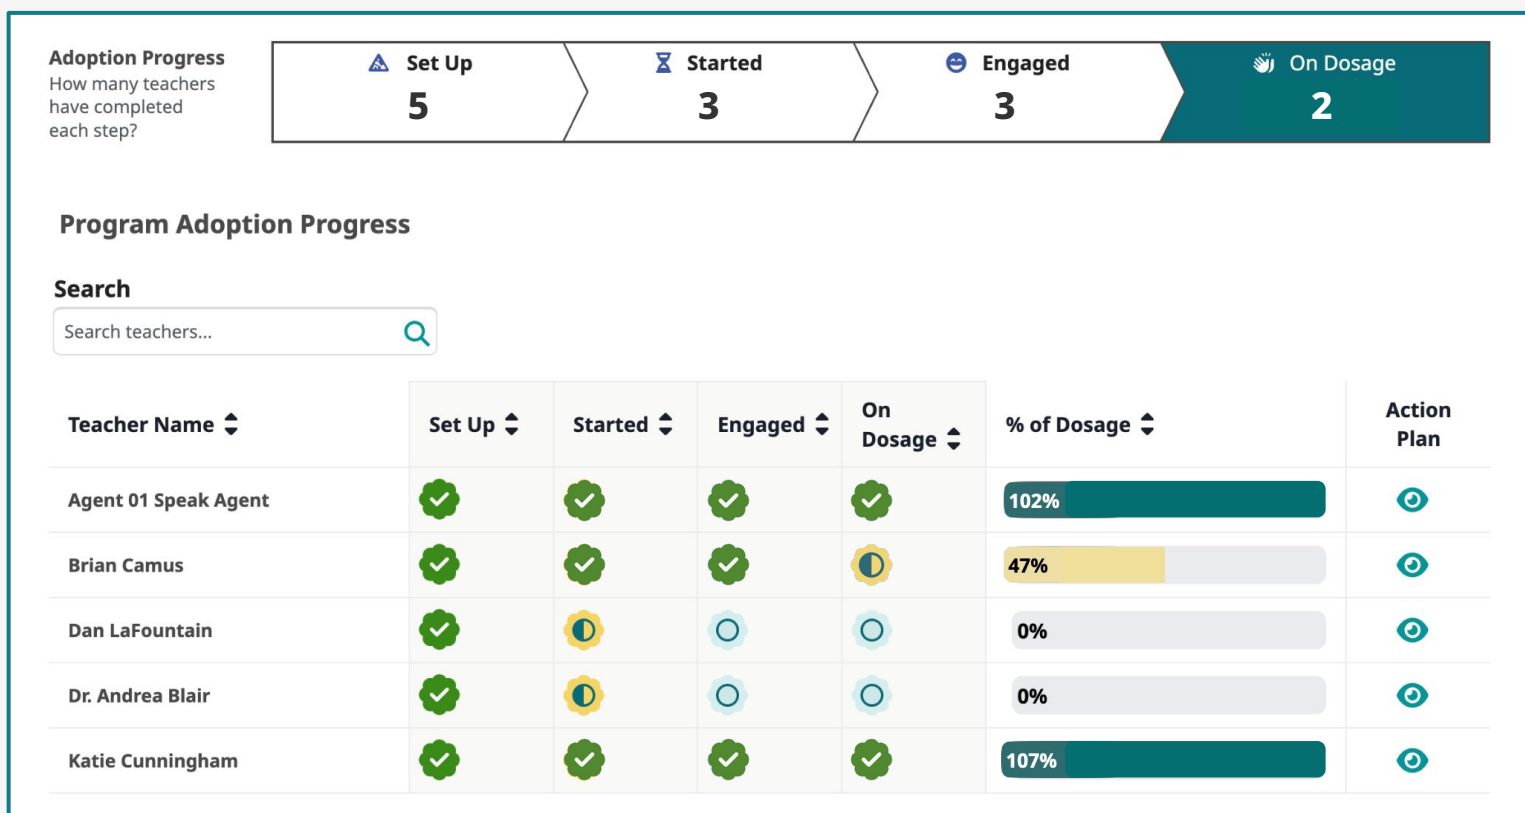 Adoption Progress
How many teachers
have completed
each step?
Set Up
5
Started
3
Engaged
3
On Dosage
2
Program Adoption Progress
Search
Search teachers...
Teacher Name Set Up Started Engaged On Dosage % of Dosage Action Plan
Agent 01 Speak Agent 102%
Brian Camus 47%
Dan LaFountain 0%
Dr. Andrea Blair 0%
Katie Cunningham 107%